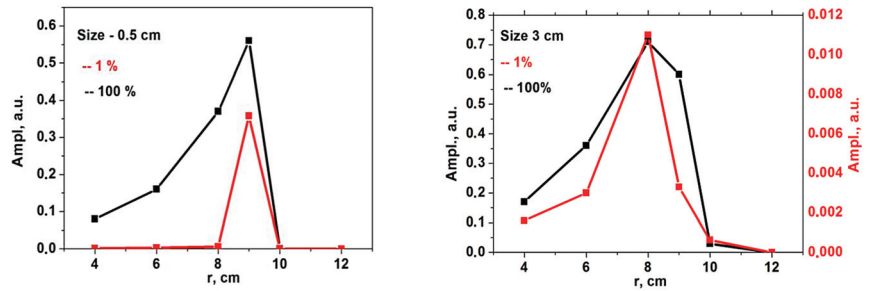 0.6
0.5
0.4
0.3
0.2
0.1
0.0
Ampl, a.u.
Size - 0.5 cm
-- 1 %
-- 100 %
4 6 8 10 12
r, cm
0.8
0.7
0.6
0.5
0.4
0.3
0.2
0.1
0.0
Ampl., a.u.
Size 3 cm
-- 1%
-- 100%
4 6 8 10 12
r, cm
0.012
0.010
0.008
0.006
0.004
0.002
0.000
Ampl., a.u.